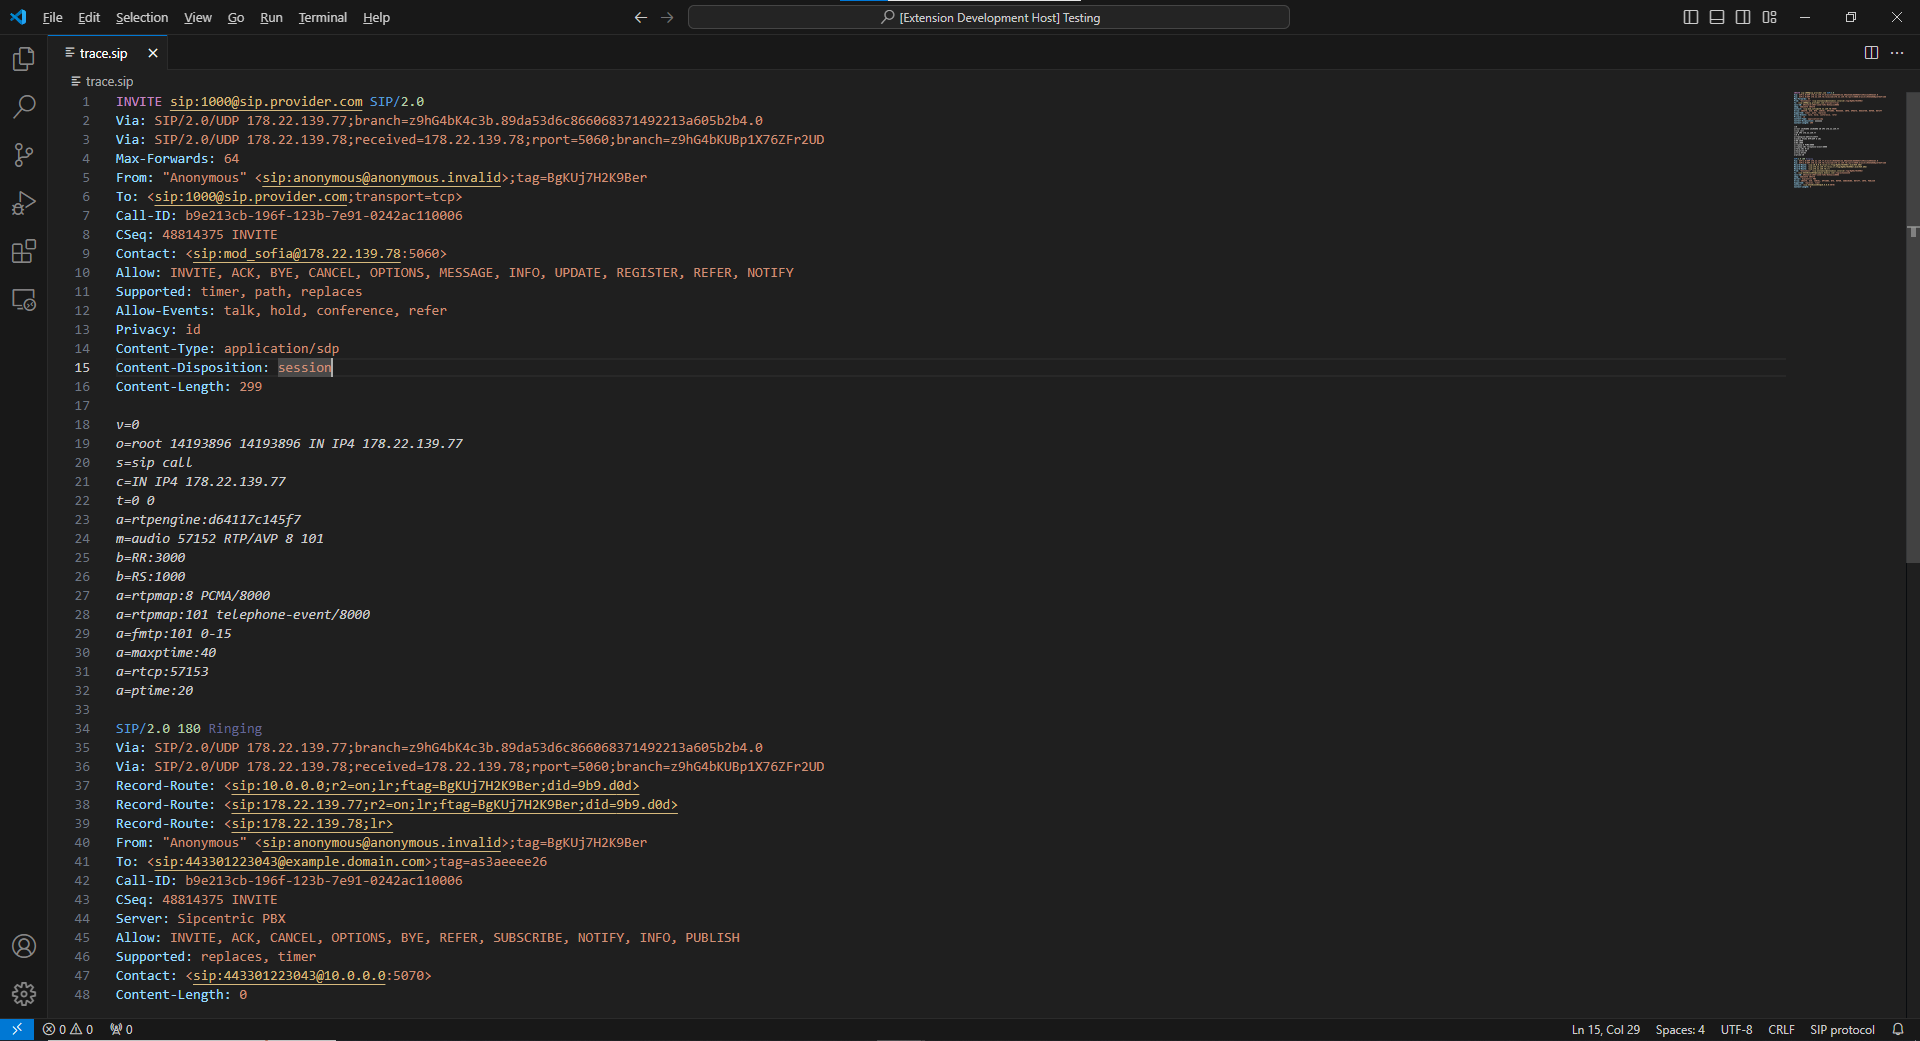 File Edit Selection View Go Run Terminal Help
[Extension Development Host] Testing
trace.sip
trace.sip
1 INVITE sip:1000@sip.provider.com SIP/2.0
2 Via: SIP/2.0/UDP 178.22.139.77;branch=z9hG4bK4c3b.89da53d6c866068371492213a605b2b4.0
3 Via: SIP/2.0/UDP 178.22.139.78;received=178.22.139.78;rport=5060;branch=z9hG4bKUBp1X76ZFr2UD
4 Max-Forwards: 64
5 From: "Anonymous" <sip:anonymous@anonymous.invalid>;tag=BgKUj7H2K9Ber
6 To: <sip:1000@sip.provider.com;transport=tcp>
7 Call-ID: b9e213cb-196f-123b-7e91-0242ac110006
8 CSeq: 48814375 INVITE
9 Contact: <sip:mod_sofia@178.22.139.78:5060>
10 Allow: INVITE, ACK, BYE, CANCEL, OPTIONS, MESSAGE, INFO, UPDATE, REGISTER, REFER, NOTIFY
11 Supported: timer, path, replaces
12 Allow-Events: talk, hold, conference, refer
13 Privacy: id
14 Content-Type: application/sdp
15 Content-Disposition: session
16 Content-Length: 299
17
18 v=0
19 o=root 14193896 14193896 IN IP4 178.22.139.77
20 s=sip call
21 c=IN IP4 178.22.139.77
22 t=0 0
23 a=rtpengine:d64117c145f7
24 m=audio 57152 RTP/AVP 8 101
25 b=RR:3000
26 b=RS:1000
27 a=rtpmap:8 PCMA/8000
28 a=rtpmap:101 telephone-event/8000
29 a=fmtp:101 0-15
30 a=maxptime:40
31 a=rtcp:57153
32 a=ptime:20
33
34 SIP/2.0 180 Ringing
35 Via: SIP/2.0/UDP 178.22.139.77;branch=z9hG4bK4c3b.89da53d6c866068371492213a605b2b4.0
36 Via: SIP/2.0/UDP 178.22.139.78;received=178.22.139.78;rport=5060;branch=z9hG4bKUBp1X76ZFr2UD
37 Record-Route: <sip:10.0.0.0;r2=on;lr;ftag=BgKUj7H2K9Ber;did=9b9.d0d>
38 Record-Route: <sip:178.22.139.77;r2=on;lr;ftag=BgKUj7H2K9Ber;did=9b9.d0d>
39 Record-Route: <sip:178.22.139.78;lr>
40 From: "Anonymous" <sip:anonymous@anonymous.invalid>;tag=BgKUj7H2K9Ber
41 To: <sip:443301223043@example.domain.com>;tag=as3aeeee26
42 Call-ID: b9e213cb-196f-123b-7e91-0242ac110006
43 CSeq: 48814375 INVITE
44 Server: Sipcentric PBX
45 Allow: INVITE, ACK, CANCEL, OPTIONS, BYE, REFER, SUBSCRIBE, NOTIFY, INFO, PUBLISH
46 Supported: replaces, timer
47 Contact: <sip:443301223043@10.0.0.0:5070>
48 Content-Length: 0
0 0 0 Ln 15, Col 29 Spaces: 4 UTF-8 CRLF SIP protocol